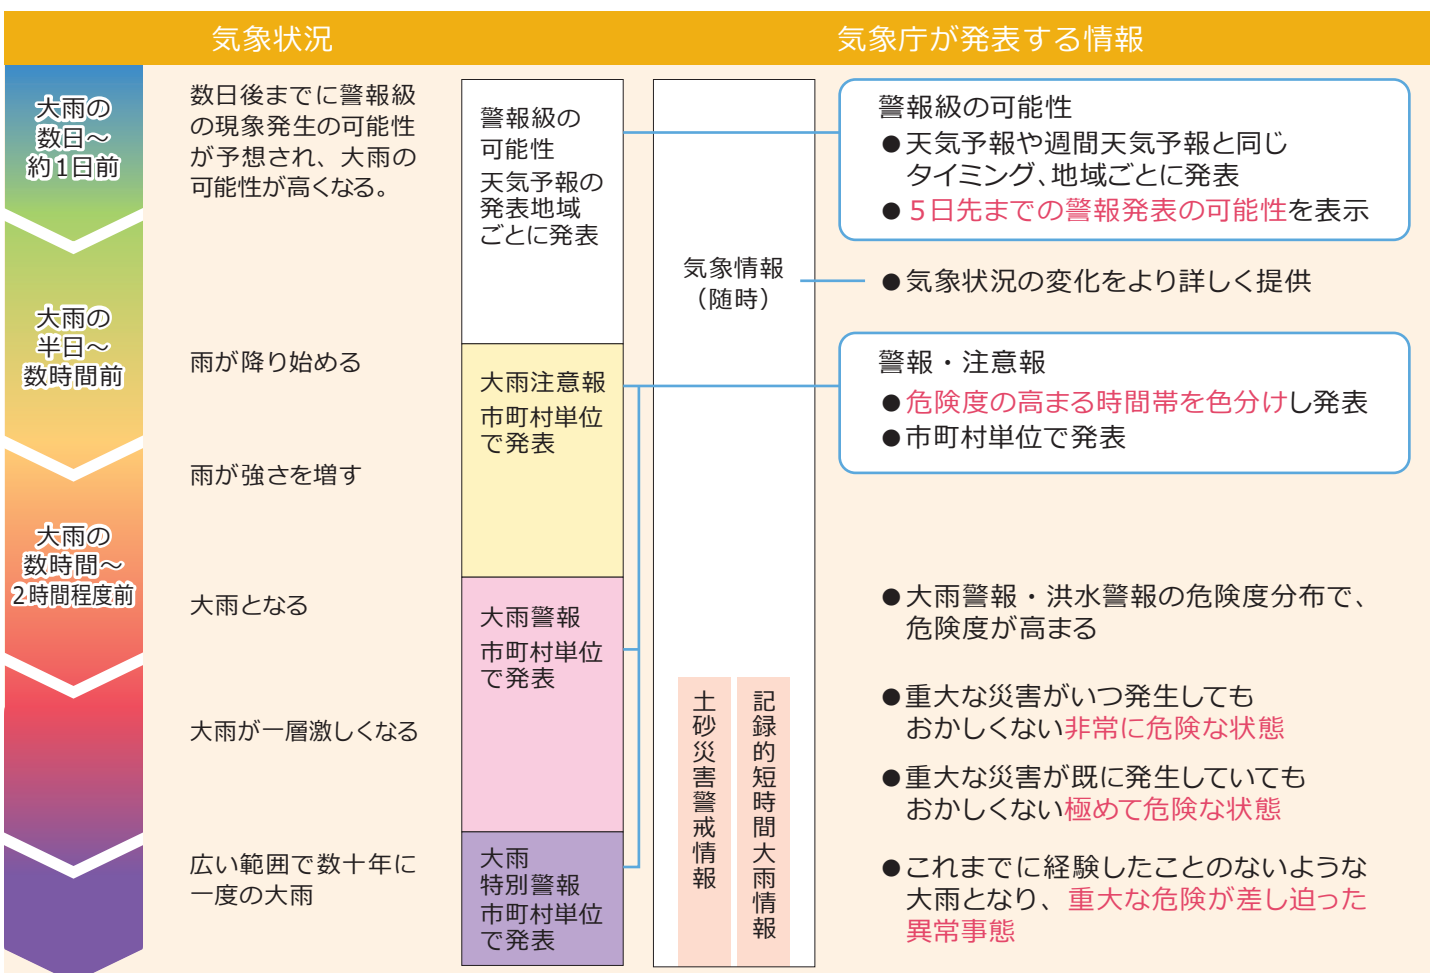 気象状況
気象庁が発表する情報
大雨の
数日～
約1日前
数日後までに警報級
の現象発生の可能性
が予想され、大雨の
可能性が高くなる。
警報級の
可能性
天気予報の
発表地域
ごとに発表
警報級の可能性
●天気予報や週間天気予報と同じ
タイミング、地域ごとに発表
●5日先までの警報発表の可能性を表示
気象情報
（随時）
●気象状況の変化をより詳しく提供
大雨の
半日～
数時間前
雨が降り始める
大雨注意報
市町村単位
で発表
警報・注意報
●危険度の高まる時間帯を色分けし発表
●市町村単位で発表
雨が強さを増す
大雨の
数時間～
2時間程度前
大雨となる
大雨警報
市町村単位
で発表
●大雨警報・洪水警報の危険度分布で、
危険度が高まる
大雨が一層激しくなる
土砂災害警戒情報
記録的短時間大雨情報
●重大な災害がいつ発生しても
おかしくない非常に危険な状態
●重大な災害が既に発生していても
おかしくない極めて危険な状態
広い範囲で数十年に
一度の大雨
大雨
特別警報
市町村単位
で発表
●これまでに経験したことのないような
大雨となり、重大な危険が差し迫った
異常事態